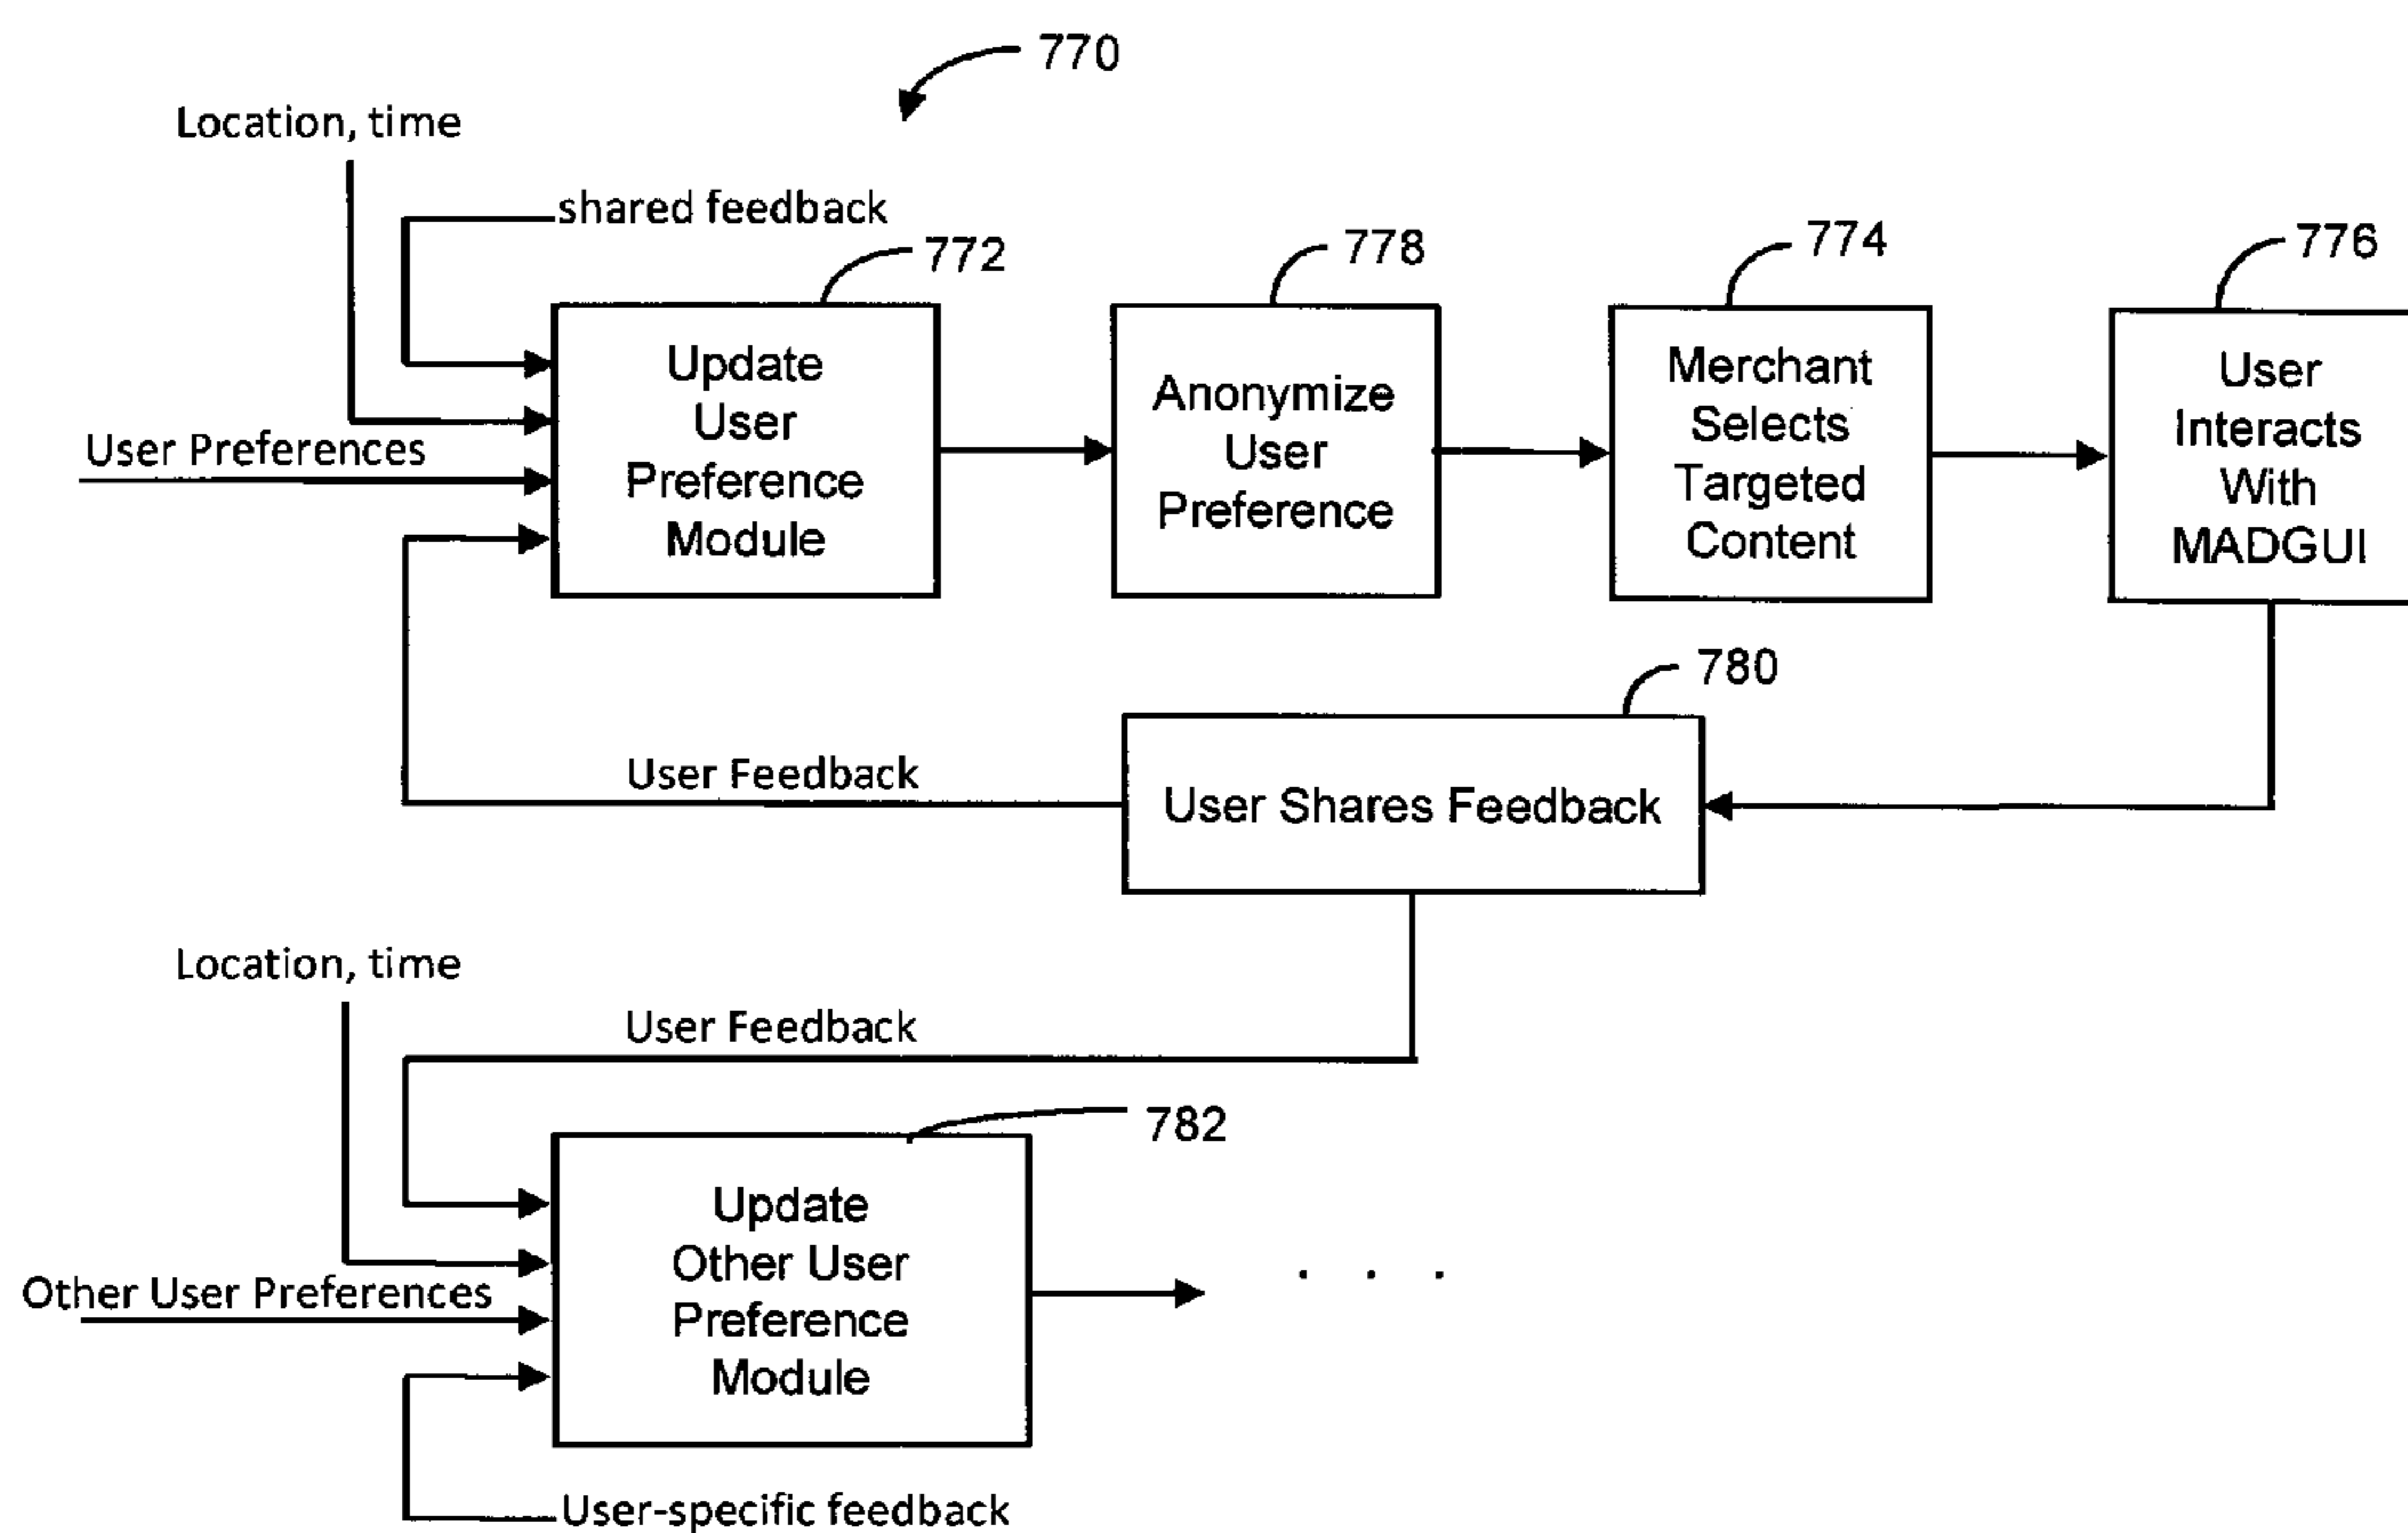 770
Location, time
shared feedback
772
778
774
776
Update
User
Preference
Module
Anonymize
User
Preference
Merchant
Selects
Targeted
Content
User
Interacts
With
MADGUI
User Preferences
780
User Feedback
User Shares Feedback
Location, time
User Feedback
782
Update
Other User
Preference
Module
. . .
Other User Preferences
User-specific feedback